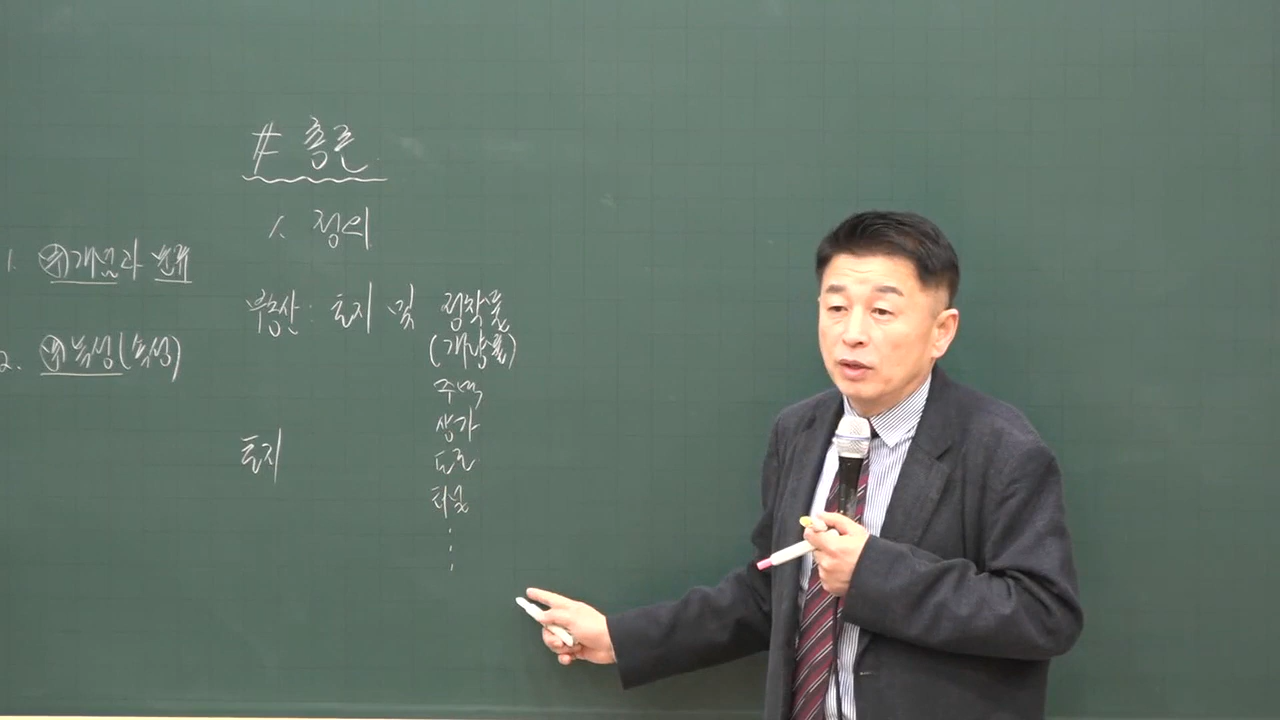 # 총론
1. 정의
1. ㉾개념과 분류
부동산 : 토지 및 정착물
(개량물)
2. ㉾특성(속성)
주택
상가
토지
도로
터널
⋮